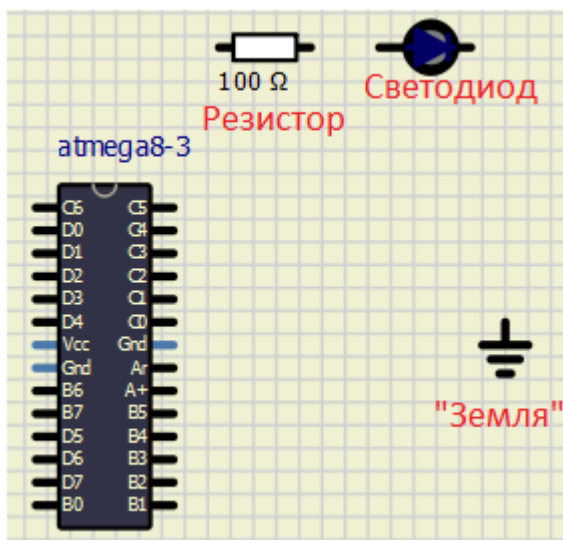 100 Ω
Резистор
Светодиод
atmega8-3
C6 C5
D0 C4
D1 C3
D2 C2
D3 C1
D4 C0
Vcc Gnd
Gnd Ar
B6 A+
B7 B5
D5 B4
D6 B3
D7 B2
B0 B1
"Земля"